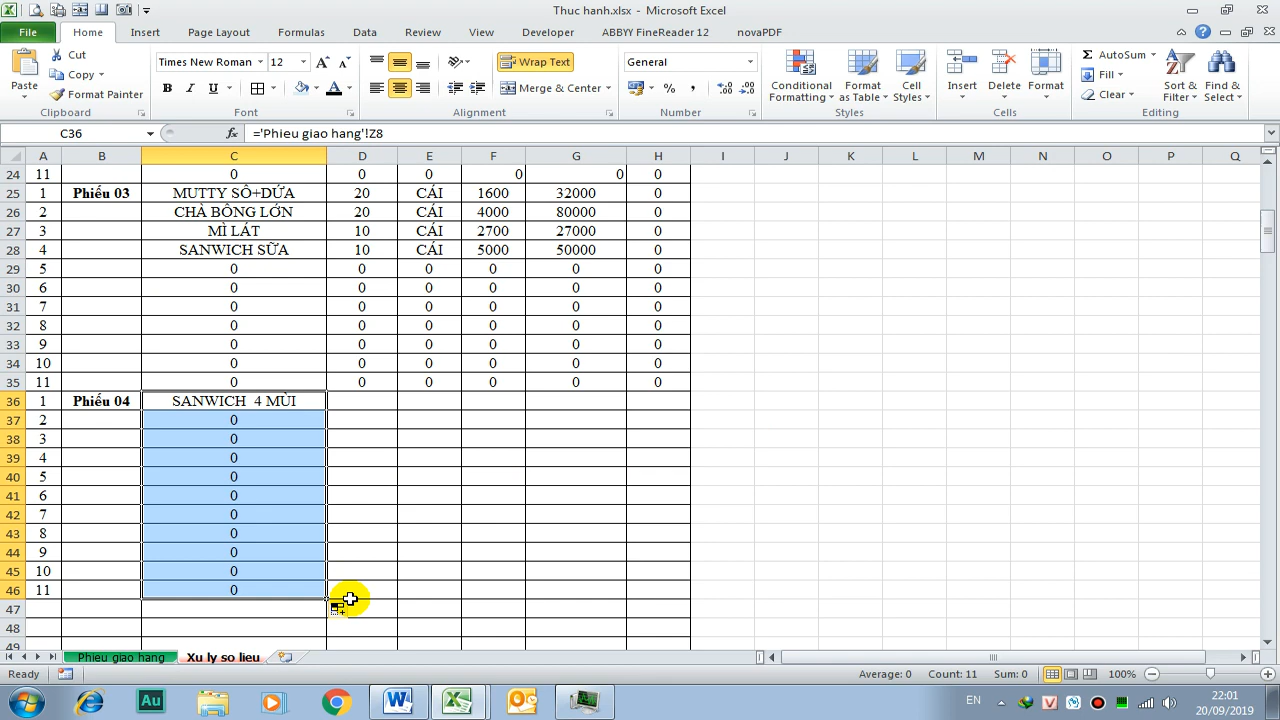 Thuc hanh.xlsx - Microsoft Excel
File Home Insert Page Layout Formulas Data Review View Developer ABBYY FineReader 12 novaPDF
Paste Cut Copy Format Painter Clipboard
Times New Roman 12 B I U A Font
Wrap Text Merge & Center Alignment
General % , Number
Conditional Formatting Format as Table Cell Styles Styles
Insert Delete Format Cells
AutoSum Fill Clear Sort & Filter Find & Select Editing
C36 fx ='Phieu giao hang'!Z8
A B C D E F G H I J K L M N O P Q
24 11 0 0 0 0 0 0
25 1 Phiếu 03 MUTTY SÔ+DỨA 20 CÁI 1600 32000 0
26 2 CHÀ BÔNG LỚN 20 CÁI 4000 80000 0
27 3 MÌ LÁT 10 CÁI 2700 27000 0
28 4 SANWICH SỮA 10 CÁI 5000 50000 0
29 5 0 0 0 0 0 0
30 6 0 0 0 0 0 0
31 7 0 0 0 0 0 0
32 8 0 0 0 0 0 0
33 9 0 0 0 0 0 0
34 10 0 0 0 0 0 0
35 11 0 0 0 0 0 0
36 1 Phiếu 04 SANWICH 4 MÙI
37 2 0
38 3 0
39 4 0
40 5 0
41 6 0
42 7 0
43 8 0
44 9 0
45 10 0
46 11 0
47
48
49
Phieu giao hang Xu ly so lieu
Ready Average: 0 Count: 11 Sum: 0 100%
Au W EN V 22:01
20/09/2019